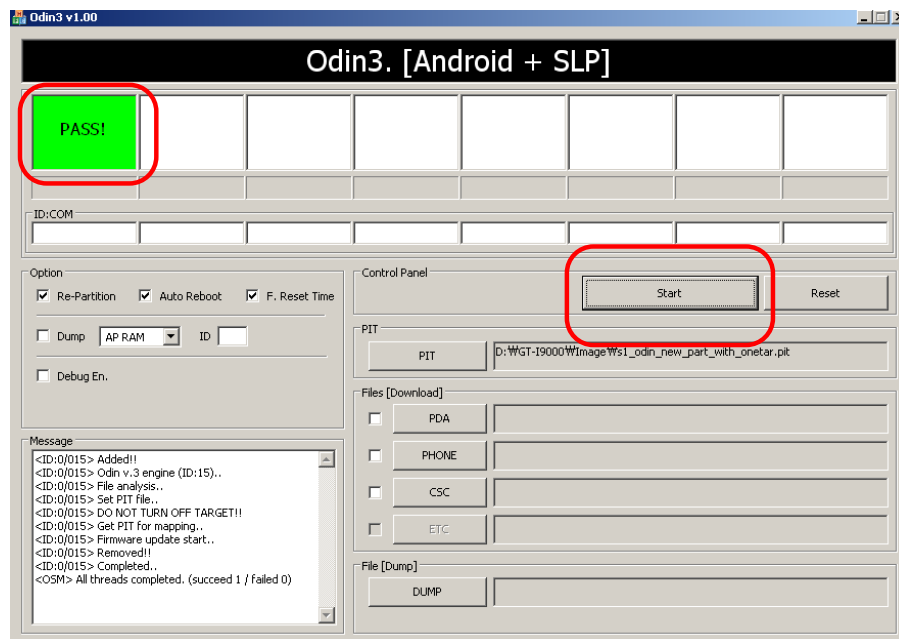 Odin3 v1.00
Odin3. [Android + SLP]
PASS!
ID:COM
Option
Re-Partition Auto Reboot F. Reset Time
Dump AP RAM ID
Debug En.
Control Panel
Start Reset
PIT
PIT D:₩GT-I9000₩Image₩s1_odin_new_part_with_onetar.pit
Files [Download]
PDA
PHONE
CSC
ETC
Message
<ID:0/015> Added!!
<ID:0/015> Odin v.3 engine (ID:15)..
<ID:0/015> File analysis..
<ID:0/015> Set PIT file..
<ID:0/015> DO NOT TURN OFF TARGET!!
<ID:0/015> Get PIT for mapping..
<ID:0/015> Firmware update start..
<ID:0/015> Removed!!
<ID:0/015> Completed..
<OSM> All threads completed. (succeed 1 / failed 0)
File [Dump]
DUMP